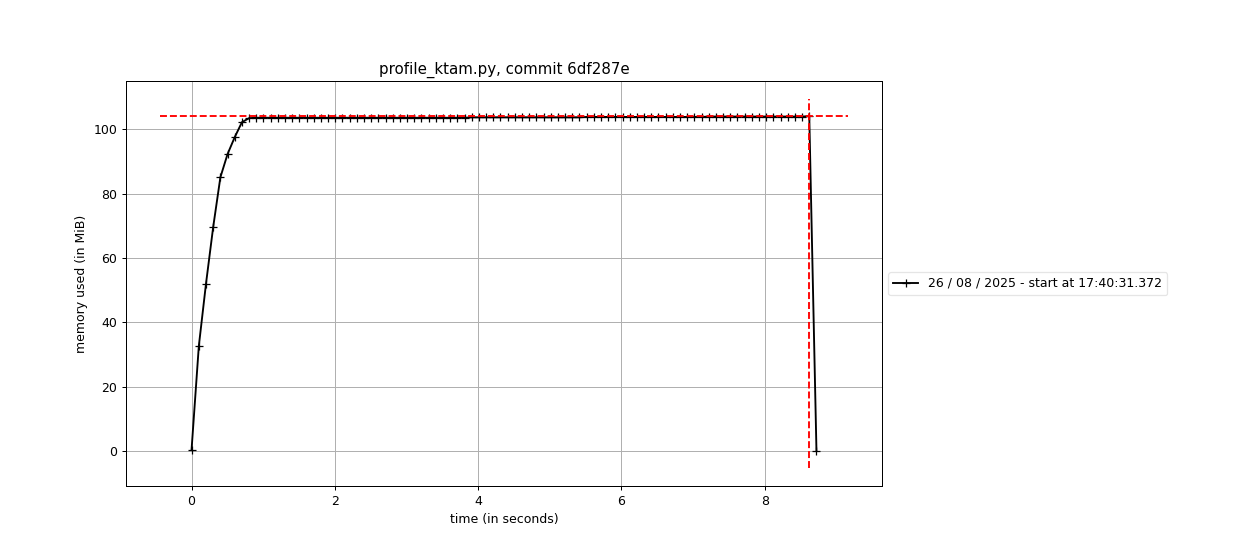 profile_ktam.py, commit 6df287e
100
80
60
40
20
0
memory used (in MiB)
0 2 4 6 8
time (in seconds)
26 / 08 / 2025 - start at 17:40:31.372